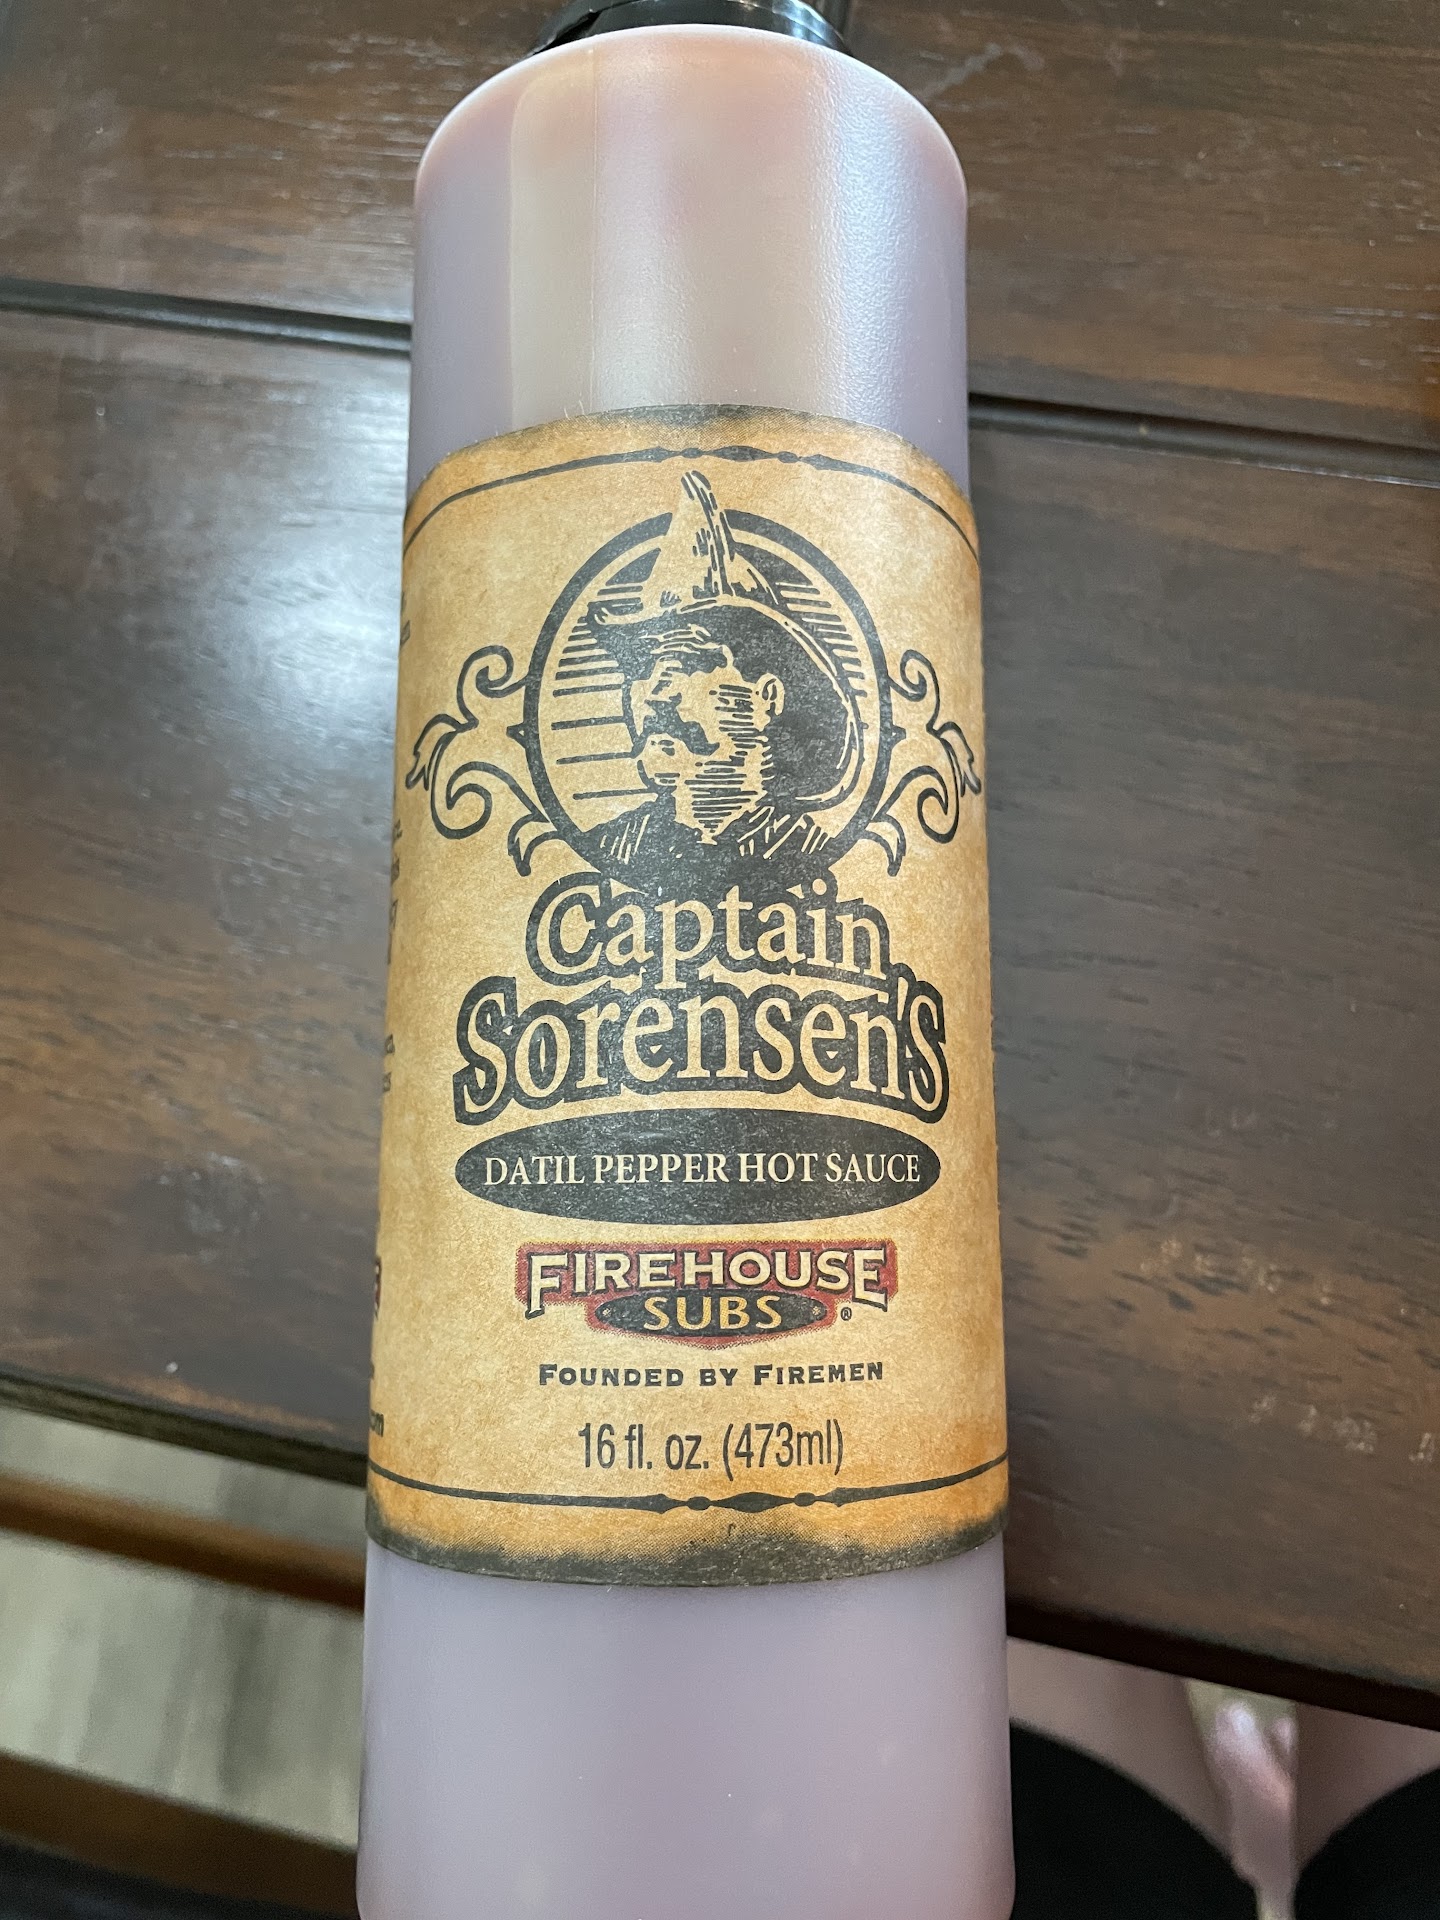 Captain
Sorensen's
DATIL PEPPER HOT SAUCE
FIREHOUSE
SUBS ®
FOUNDED BY FIREMEN
16 fl. oz. (473ml)